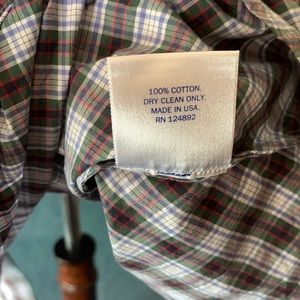 100% COTTON.
DRY CLEAN ONLY.
MADE IN USA.
RN 124892